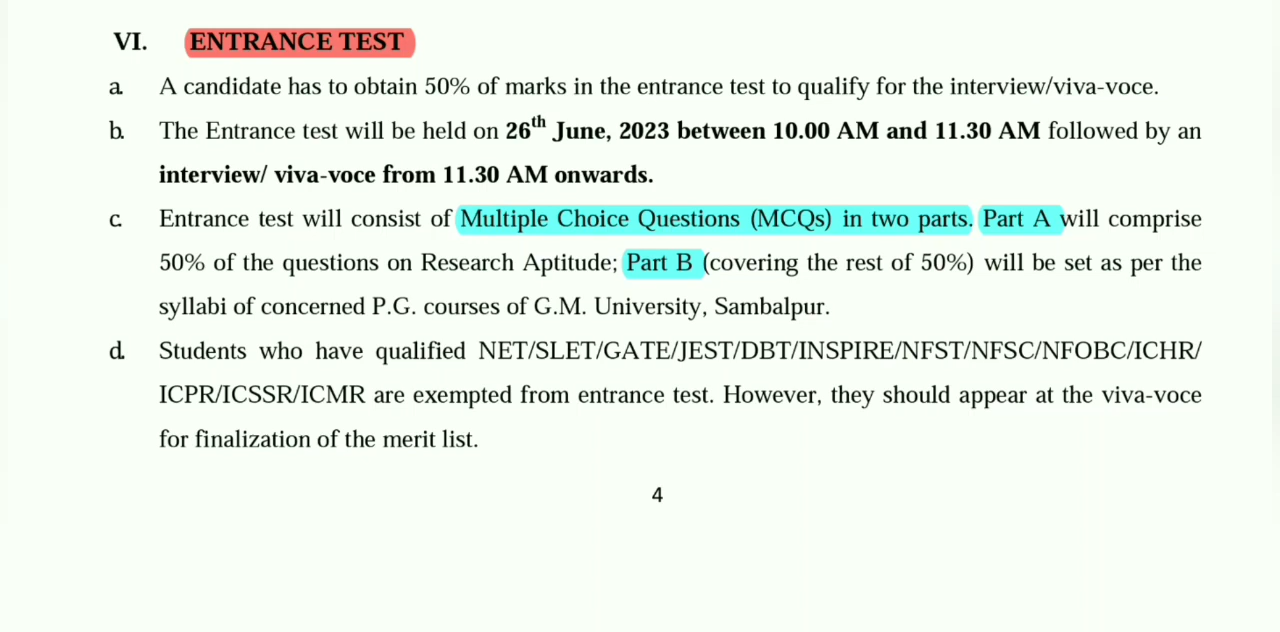 VI. ENTRANCE TEST
a. A candidate has to obtain 50% of marks in the entrance test to qualify for the interview/viva-voce.
b. The Entrance test will be held on 26th June, 2023 between 10.00 AM and 11.30 AM followed by an
interview/ viva-voce from 11.30 AM onwards.
c. Entrance test will consist of Multiple Choice Questions (MCQs) in two parts. Part A will comprise
50% of the questions on Research Aptitude; Part B (covering the rest of 50%) will be set as per the
syllabi of concerned P.G. courses of G.M. University, Sambalpur.
d. Students who have qualified NET/SLET/GATE/JEST/DBT/INSPIRE/NFST/NFSC/NFOBC/ICHR/
ICPR/ICSSR/ICMR are exempted from entrance test. However, they should appear at the viva-voce
for finalization of the merit list.
4